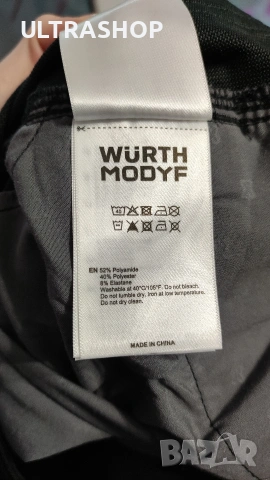 ULTRASHOP
WÜRTH
MODYF
EN 52% Polyamide
40% Polyester
8% Elastane
Washable at 40°C/105°F. Do not bleach.
Do not tumble dry, iron at low temperature.
Do not dry clean.
MADE IN CHINA
BAZAR